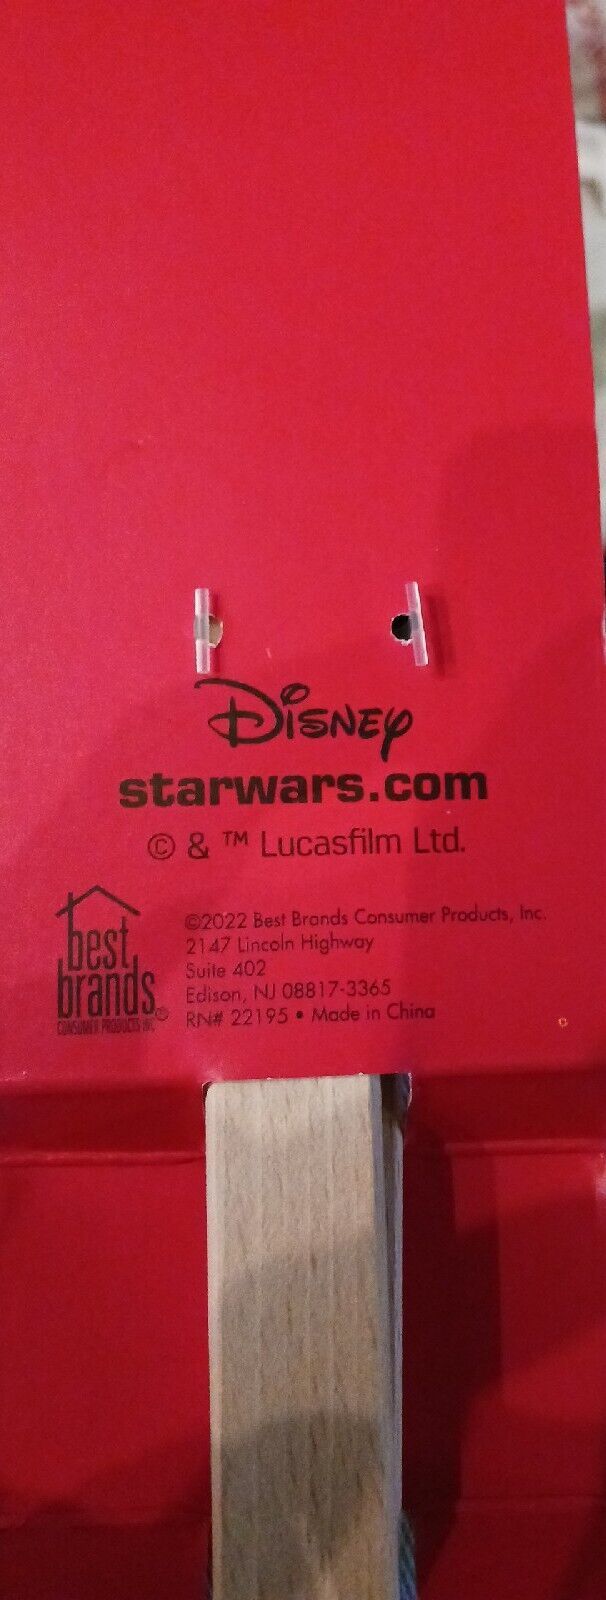 Disney
starwars.com
© & ™ Lucasfilm Ltd.
best
brands®
CONSUMER PRODUCTS INC.
©2022 Best Brands Consumer Products, Inc.
2147 Lincoln Highway
Suite 402
Edison, NJ 08817-3365
RN# 22195 • Made in China